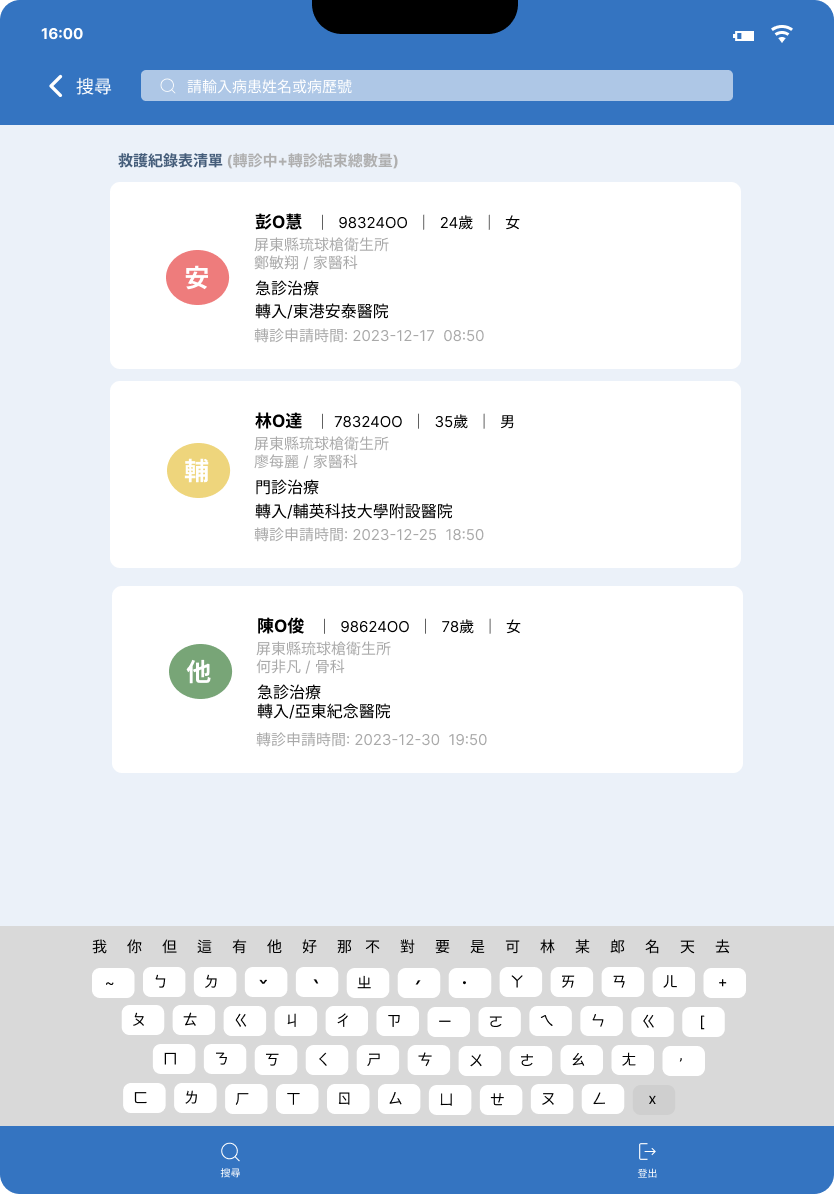 16:00
搜尋 請輸入病患姓名或病歷號
救護紀錄表清單 (轉診中+轉診結束總數量)
彭O慧 | 98324OO | 24歲 | 女
屏東縣琉球槍衛生所
鄭敏翔 / 家醫科
安
急診治療
轉入/東港安泰醫院
轉診申請時間: 2023-12-17 08:50
林O達 | 78324OO | 35歲 | 男
屏東縣琉球槍衛生所
廖每麗 / 家醫科
輔
門診治療
轉入/輔英科技大學附設醫院
轉診申請時間: 2023-12-25 18:50
陳O俊 | 98624OO | 78歲 | 女
屏東縣琉球槍衛生所
何非凡 / 骨科
他
急診治療
轉入/亞東紀念醫院
轉診申請時間: 2023-12-30 19:50
我 你 但 這 有 他 好 那 不 對 要 是 可 林 某 郎 名 天 去
~ ㄅ ㄉ ˇ ˋ ㄓ ˊ ˙ ㄚ ㄞ ㄢ ㄦ +
ㄆ ㄊ ㄍ ㄐ ㄔ ㄗ ㄧ ㄛ ㄟ ㄣ ㄍ [
ㄇ ㄋ ㄎ ㄑ ㄕ ㄘ ㄨ ㄜ ㄠ ㄤ ′
ㄈ ㄌ ㄏ ㄒ ㄖ ㄙ ㄩ ㄝ ㄡ ㄥ x
搜尋 登出